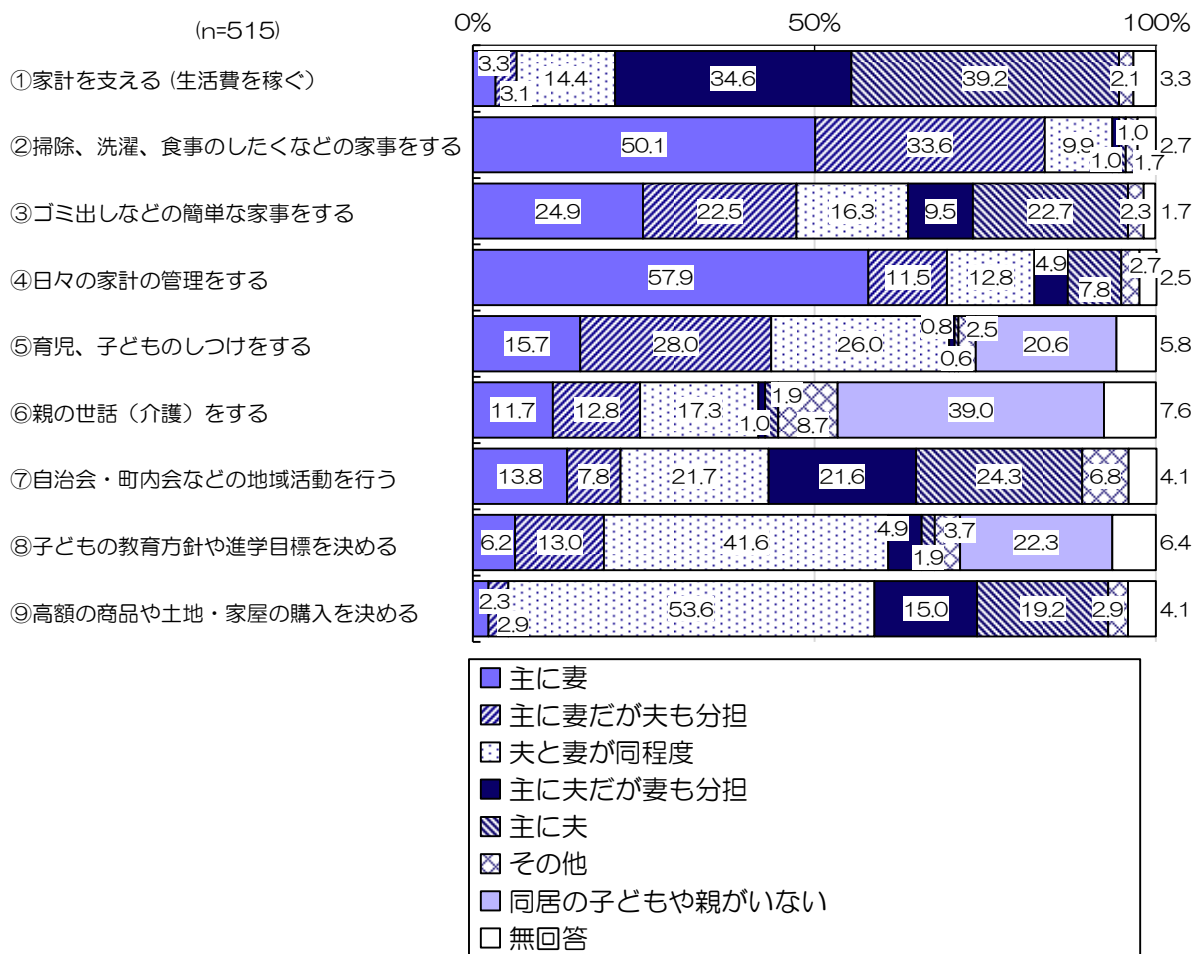 (n=515)
0% 50% 100%
①家計を支える (生活費を稼ぐ) 3.3 3.1 14.4 34.6 39.2 2.1 3.3
②掃除、洗濯、食事のしたくなどの家事をする 50.1 33.6 9.9 1.0 1.0 1.7 2.7
③ゴミ出しなどの簡単な家事をする 24.9 22.5 16.3 9.5 22.7 2.3 1.7
④日々の家計の管理をする 57.9 11.5 12.8 4.9 7.8 2.7 2.5
⑤育児、子どものしつけをする 15.7 28.0 26.0 0.8 0.6 2.5 20.6 5.8
⑥親の世話（介護）をする 11.7 12.8 17.3 1.0 1.9 8.7 39.0 7.6
⑦自治会・町内会などの地域活動を行う 13.8 7.8 21.7 21.6 24.3 6.8 4.1
⑧子どもの教育方針や進学目標を決める 6.2 13.0 41.6 4.9 1.9 3.7 22.3 6.4
⑨高額の商品や土地・家屋の購入を決める 2.3 2.9 53.6 15.0 19.2 2.9 4.1
主に妻
主に妻だが夫も分担
夫と妻が同程度
主に夫だが妻も分担
主に夫
その他
同居の子どもや親がいない
無回答